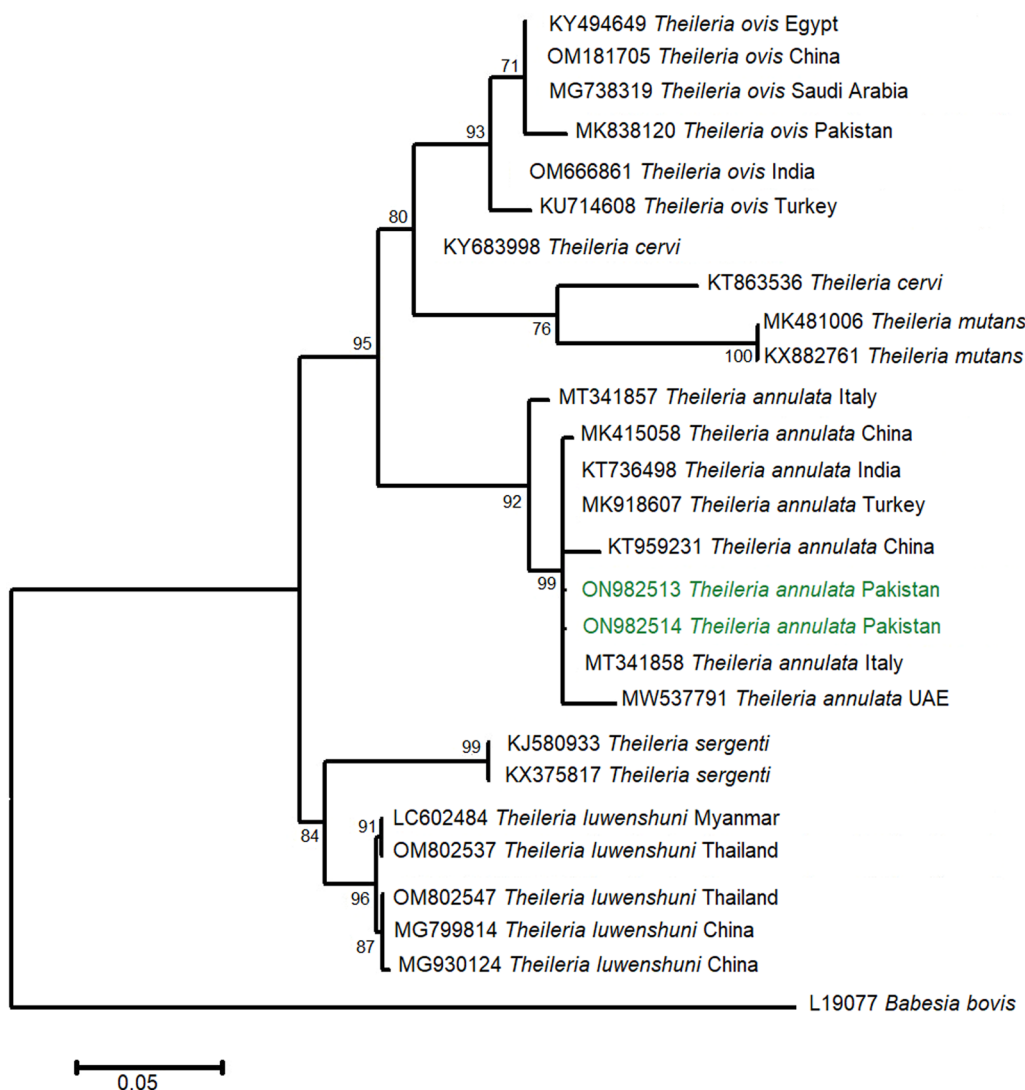 KY494649 Theileria ovis Egypt
OM181705 Theileria ovis China
71
MG738319 Theileria ovis Saudi Arabia
93
MK838120 Theileria ovis Pakistan
OM666861 Theileria ovis India
KU714608 Theileria ovis Turkey
80
KY683998 Theileria cervi
KT863536 Theileria cervi
76
MK481006 Theileria mutans
100
KX882761 Theileria mutans
95
MT341857 Theileria annulata Italy
MK415058 Theileria annulata China
KT736498 Theileria annulata India
92
MK918607 Theileria annulata Turkey
KT959231 Theileria annulata China
99
ON982513 Theileria annulata Pakistan
ON982514 Theileria annulata Pakistan
MT341858 Theileria annulata Italy
MW537791 Theileria annulata UAE
99
KJ580933 Theileria sergenti
KX375817 Theileria sergenti
84
91
LC602484 Theileria luwenshuni Myanmar
OM802537 Theileria luwenshuni Thailand
96
OM802547 Theileria luwenshuni Thailand
MG799814 Theileria luwenshuni China
87
MG930124 Theileria luwenshuni China
L19077 Babesia bovis
0.05